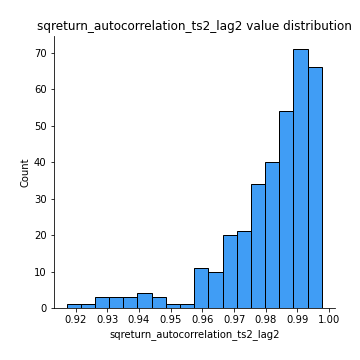 sqreturn_autocorrelation_ts2_lag2 value distribution
70
60
50
40
30
20
10
0
Count
0.92 0.93 0.94 0.95 0.96 0.97 0.98 0.99 1.00
sqreturn_autocorrelation_ts2_lag2